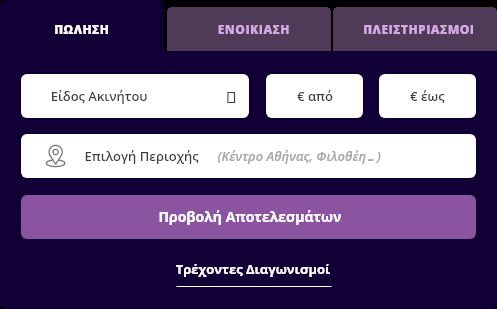 ΠΩΛΗΣΗ ΕΝΟΙΚΙΑΣΗ ΠΛΕΙΣΤΗΡΙΑΣΜΟΙ
Είδος Ακινήτου € από € έως
Επιλογή Περιοχής (Κέντρο Αθήνας, Φιλοθέη...)
Προβολή Αποτελεσμάτων
Τρέχοντες Διαγωνισμοί